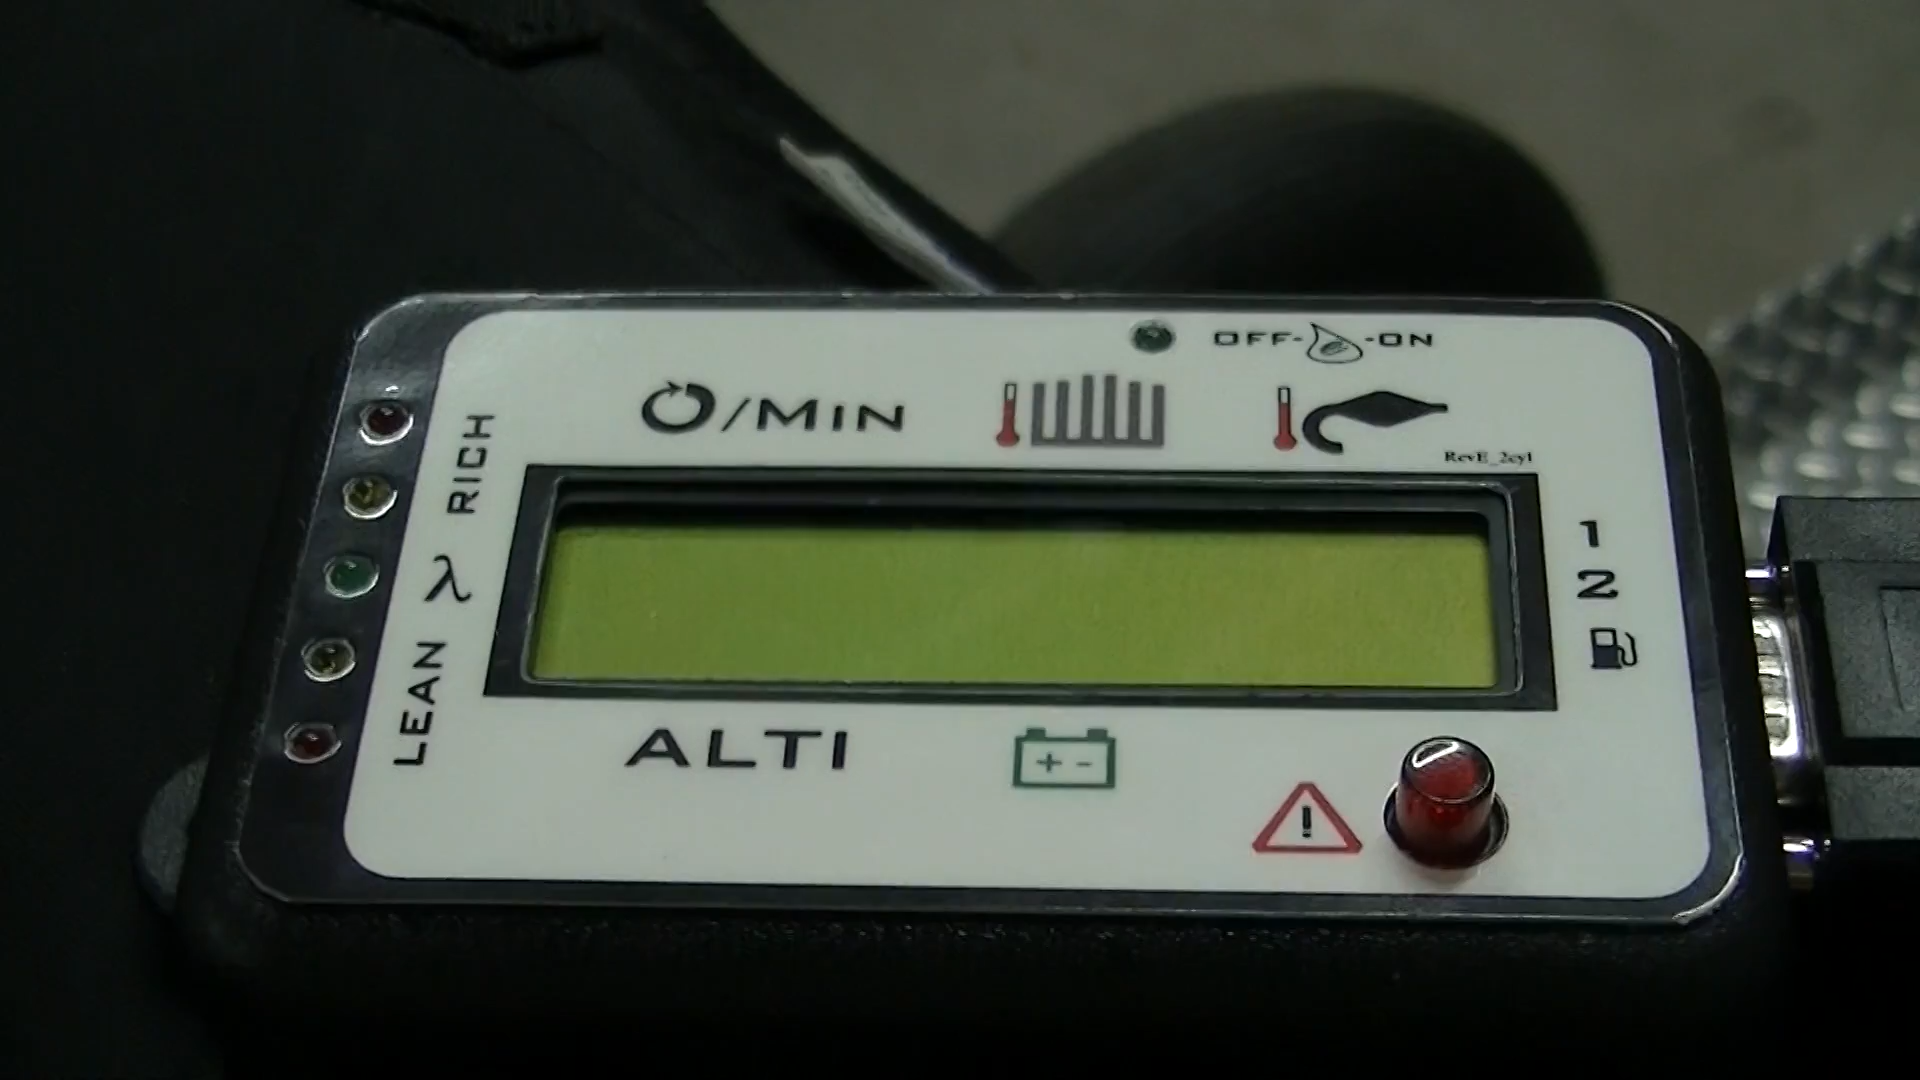 OFF- -ON
/MIN
RevE_2cyl
RICH
λ
LEAN
1
2
ALTI
+ -
!